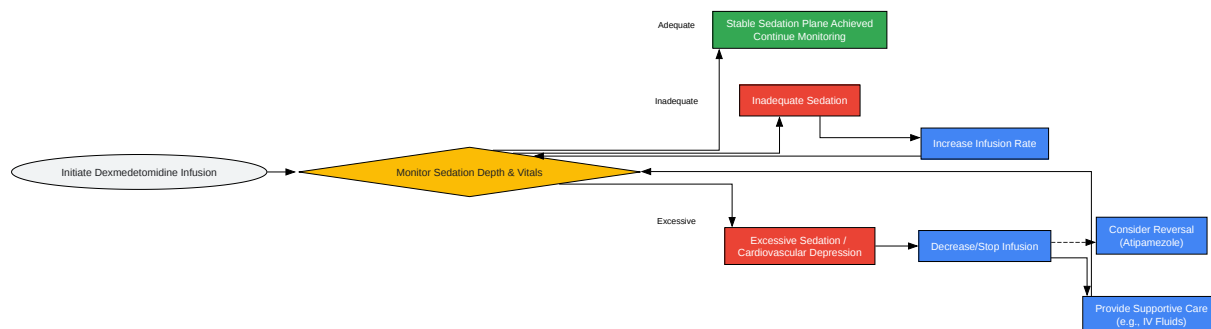 Adequate
Stable Sedation Plane Achieved
Continue Monitoring
Inadequate
Inadequate Sedation
Increase Infusion Rate
Initiate Dexmedetomidine Infusion
Monitor Sedation Depth & Vitals
Excessive
Excessive Sedation /
Cardiovascular Depression
Decrease/Stop Infusion
Consider Reversal
(Atipamezole)
Provide Supportive Care
(e.g., IV Fluids)